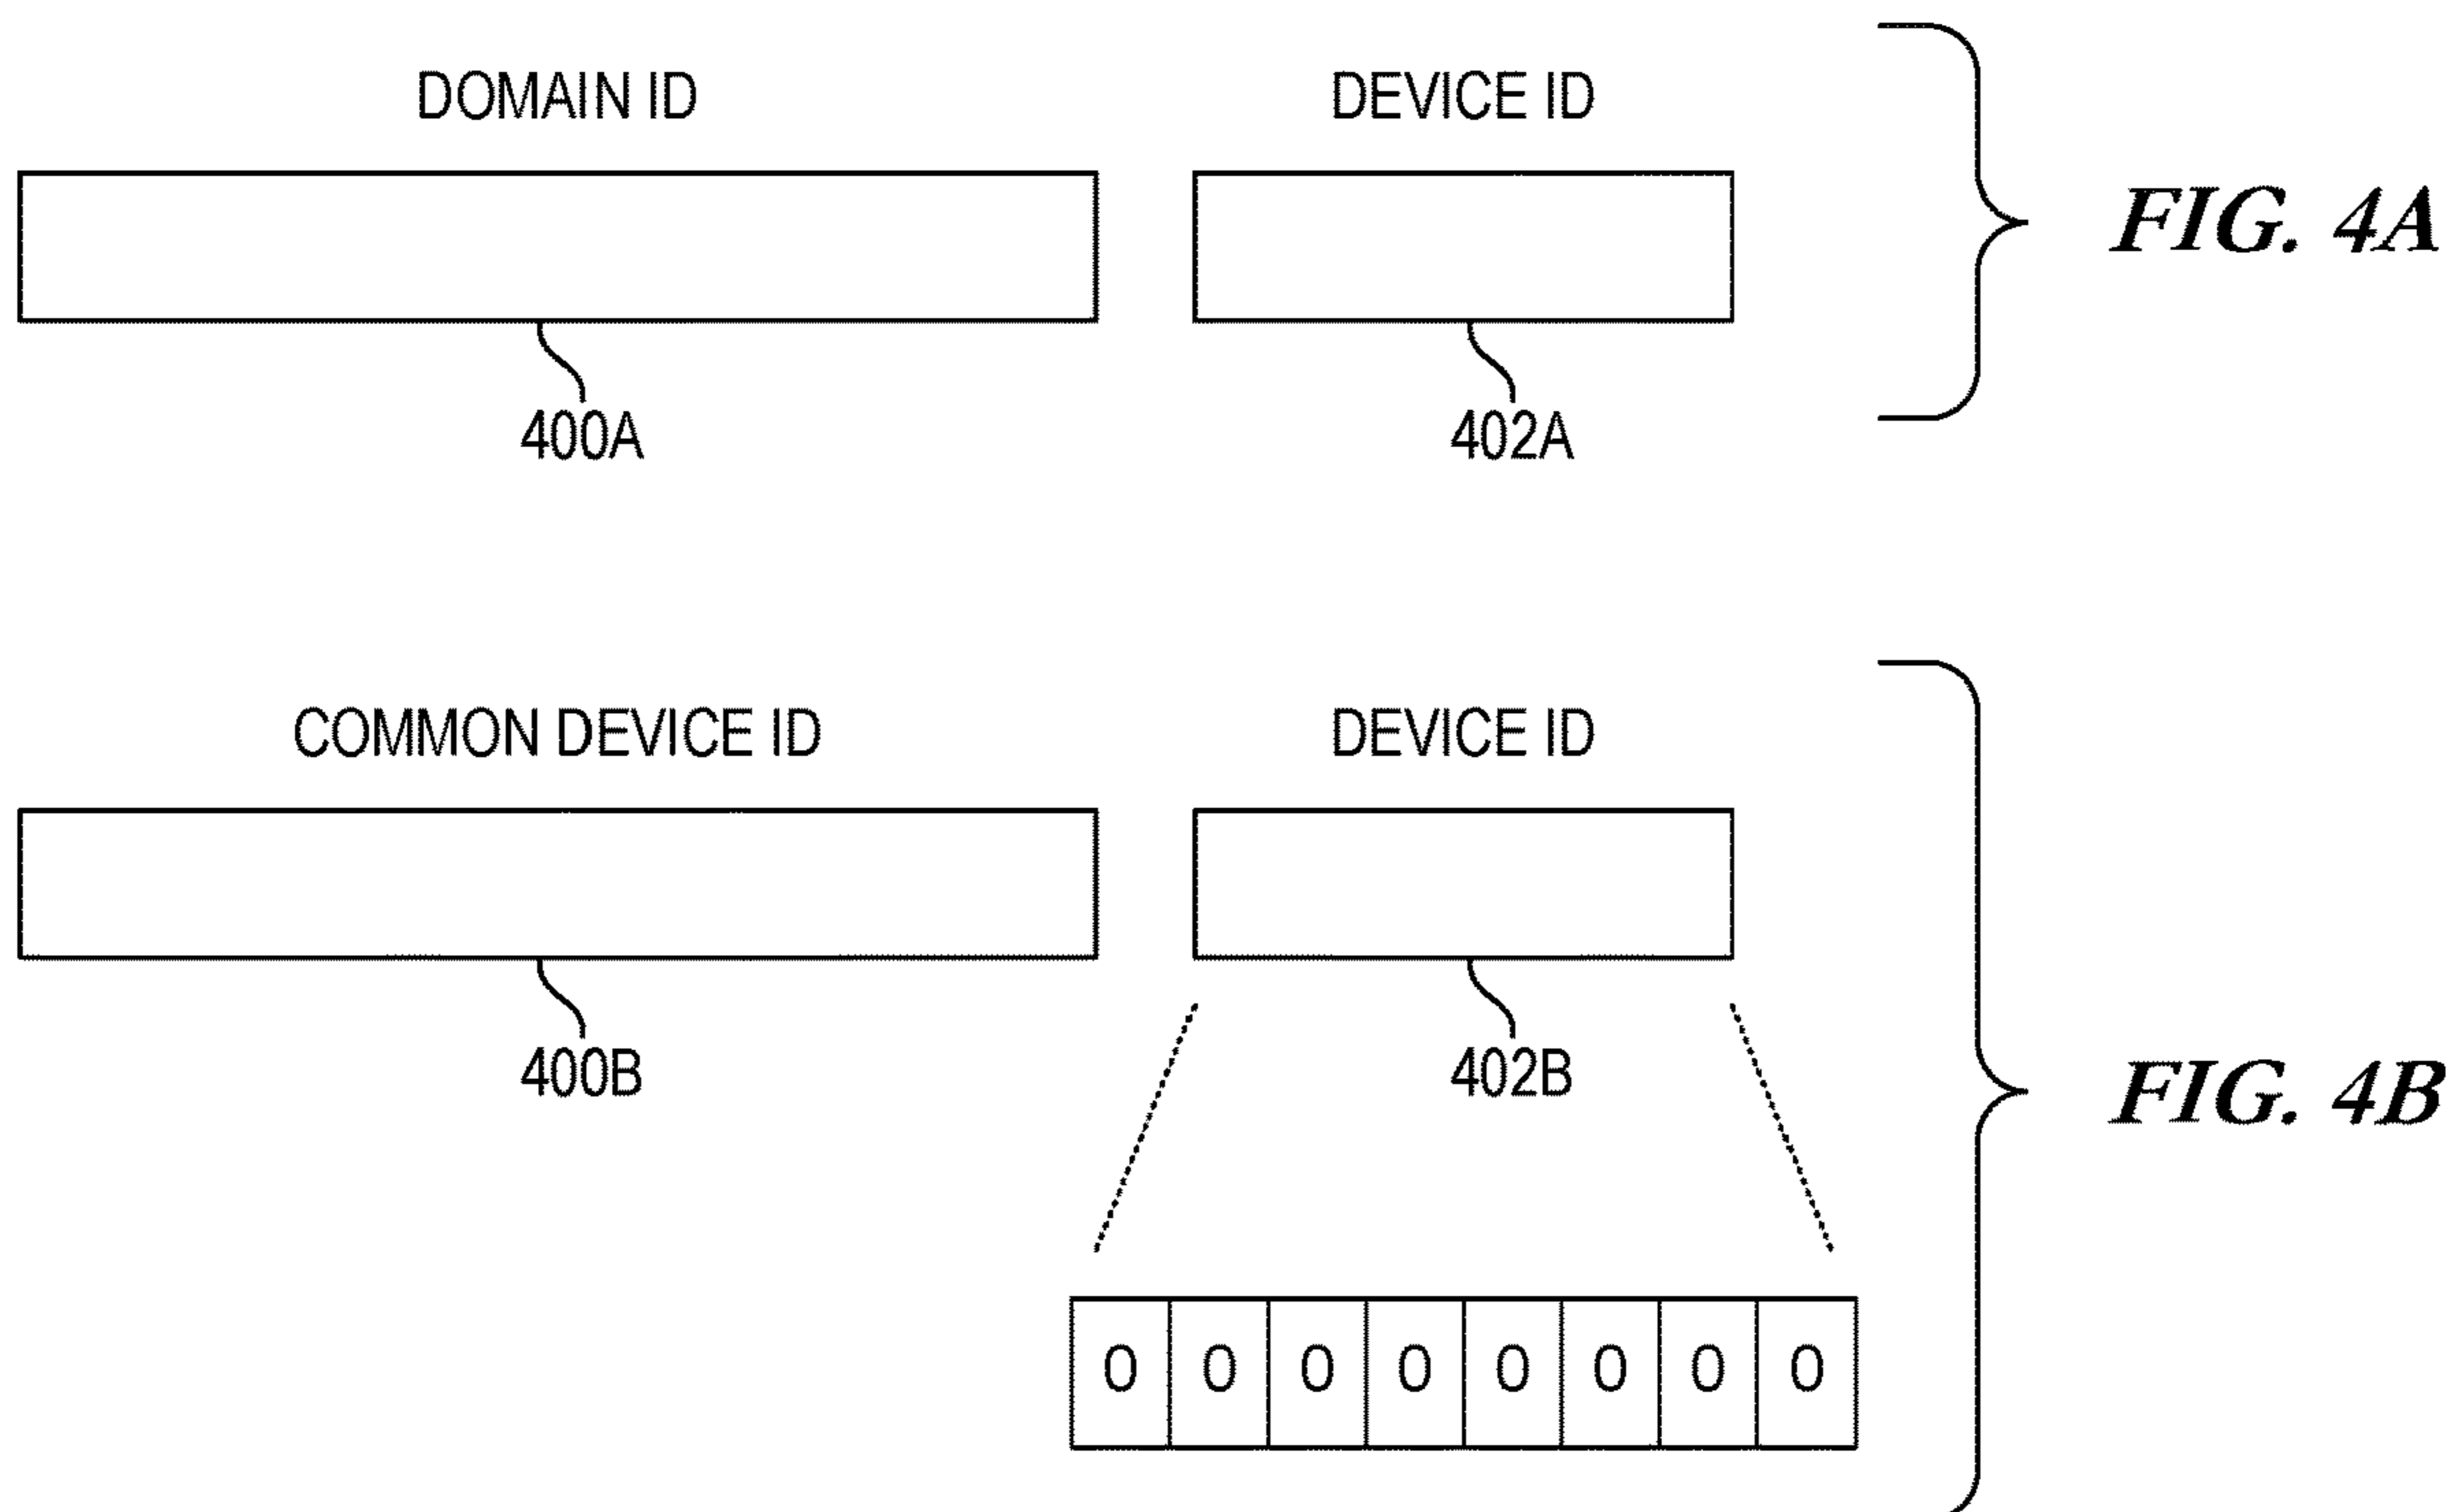 DOMAIN ID DEVICE ID
FIG. 4A
400A 402A
COMMON DEVICE ID DEVICE ID
400B 402B
FIG. 4B
0 0 0 0 0 0 0 0